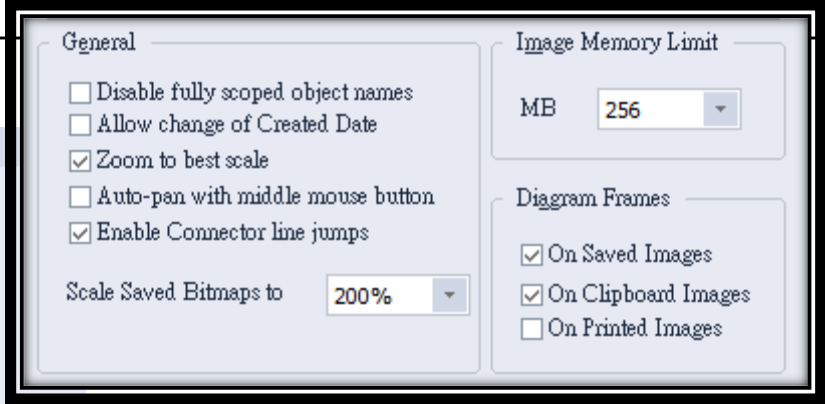 General
Disable fully scoped object names
Allow change of Created Date
Zoom to best scale
Auto-pan with middle mouse button
Enable Connector line jumps
Scale Saved Bitmaps to 200%
Image Memory Limit
MB 256
Diagram Frames
On Saved Images
On Clipboard Images
On Printed Images